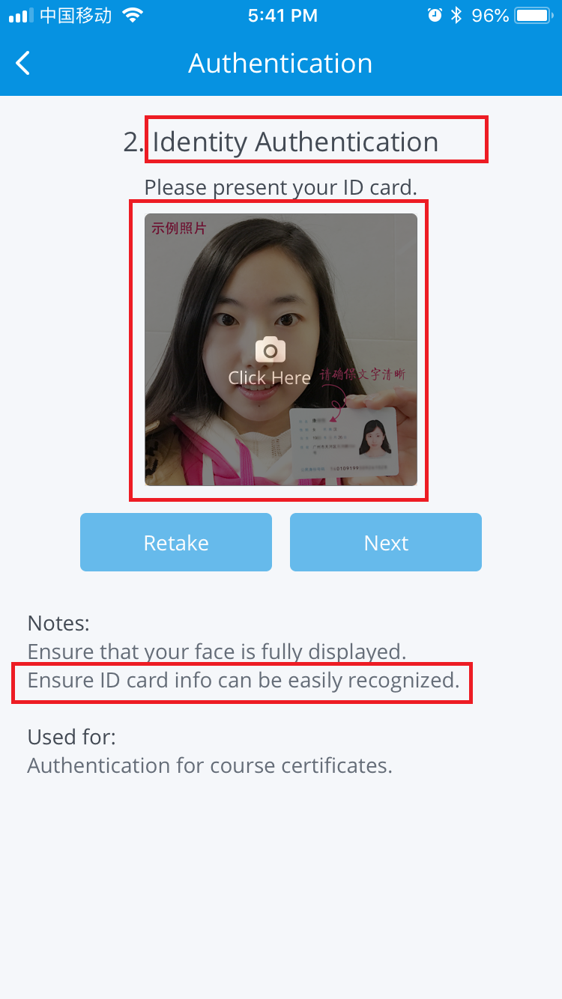 中国移动 5:41 PM 96%
Authentication
2. Identity Authentication
Please present your ID card.
示例照片
Click Here
请确保文字清晰
Retake
Next
Notes:
Ensure that your face is fully displayed.
Ensure ID card info can be easily recognized.
Used for:
Authentication for course certificates.